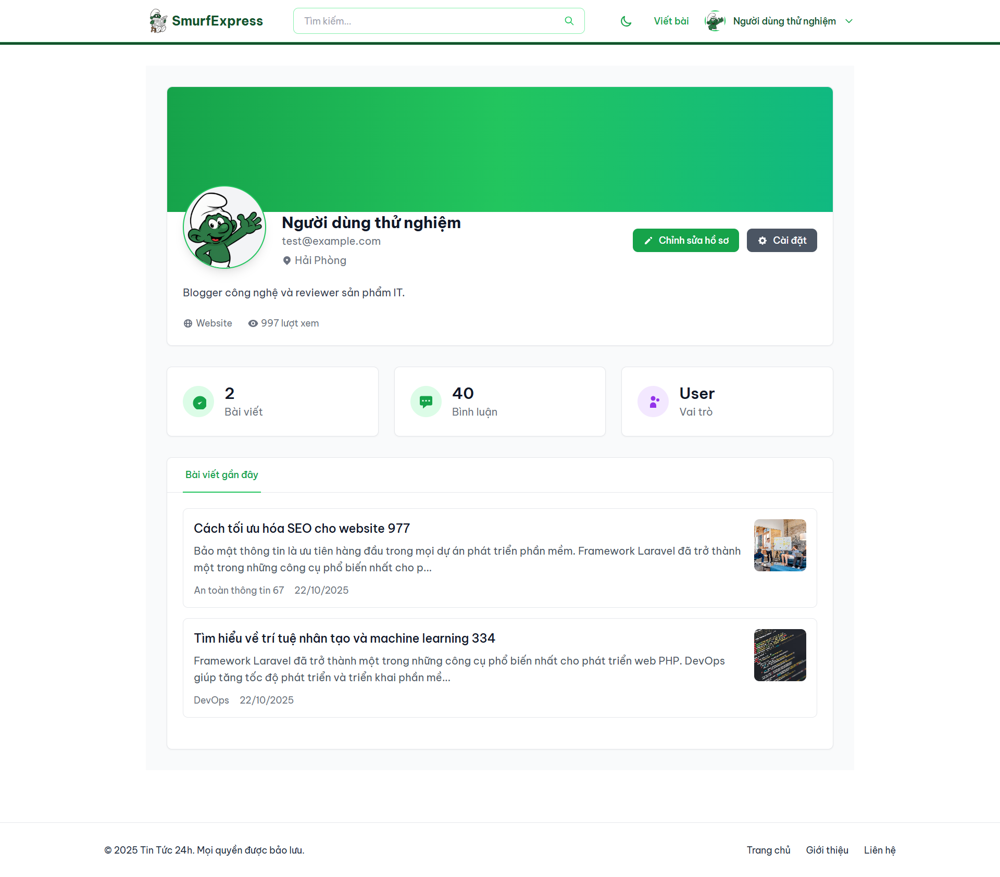 SmurfExpress
Tìm kiếm...
Viết bài
Người dùng thử nghiệm
Người dùng thử nghiệm
test@example.com
Hải Phòng
Chỉnh sửa hồ sơ
Cài đặt
Blogger công nghệ và reviewer sản phẩm IT.
Website
997 lượt xem
2
Bài viết
40
Bình luận
User
Vai trò
Bài viết gần đây
Cách tối ưu hóa SEO cho website 977
Bảo mật thông tin là ưu tiên hàng đầu trong mọi dự án phát triển phần mềm. Framework Laravel đã trở thành
một trong những công cụ phổ biến nhất cho p...
An toàn thông tin 67 22/10/2025
Tìm hiểu về trí tuệ nhân tạo và machine learning 334
Framework Laravel đã trở thành một trong những công cụ phổ biến nhất cho phát triển web PHP. DevOps
giúp tăng tốc độ phát triển và triển khai phần mề...
DevOps 22/10/2025
© 2025 Tin Tức 24h. Mọi quyền được bảo lưu.
Trang chủ
Giới thiệu
Liên hệ